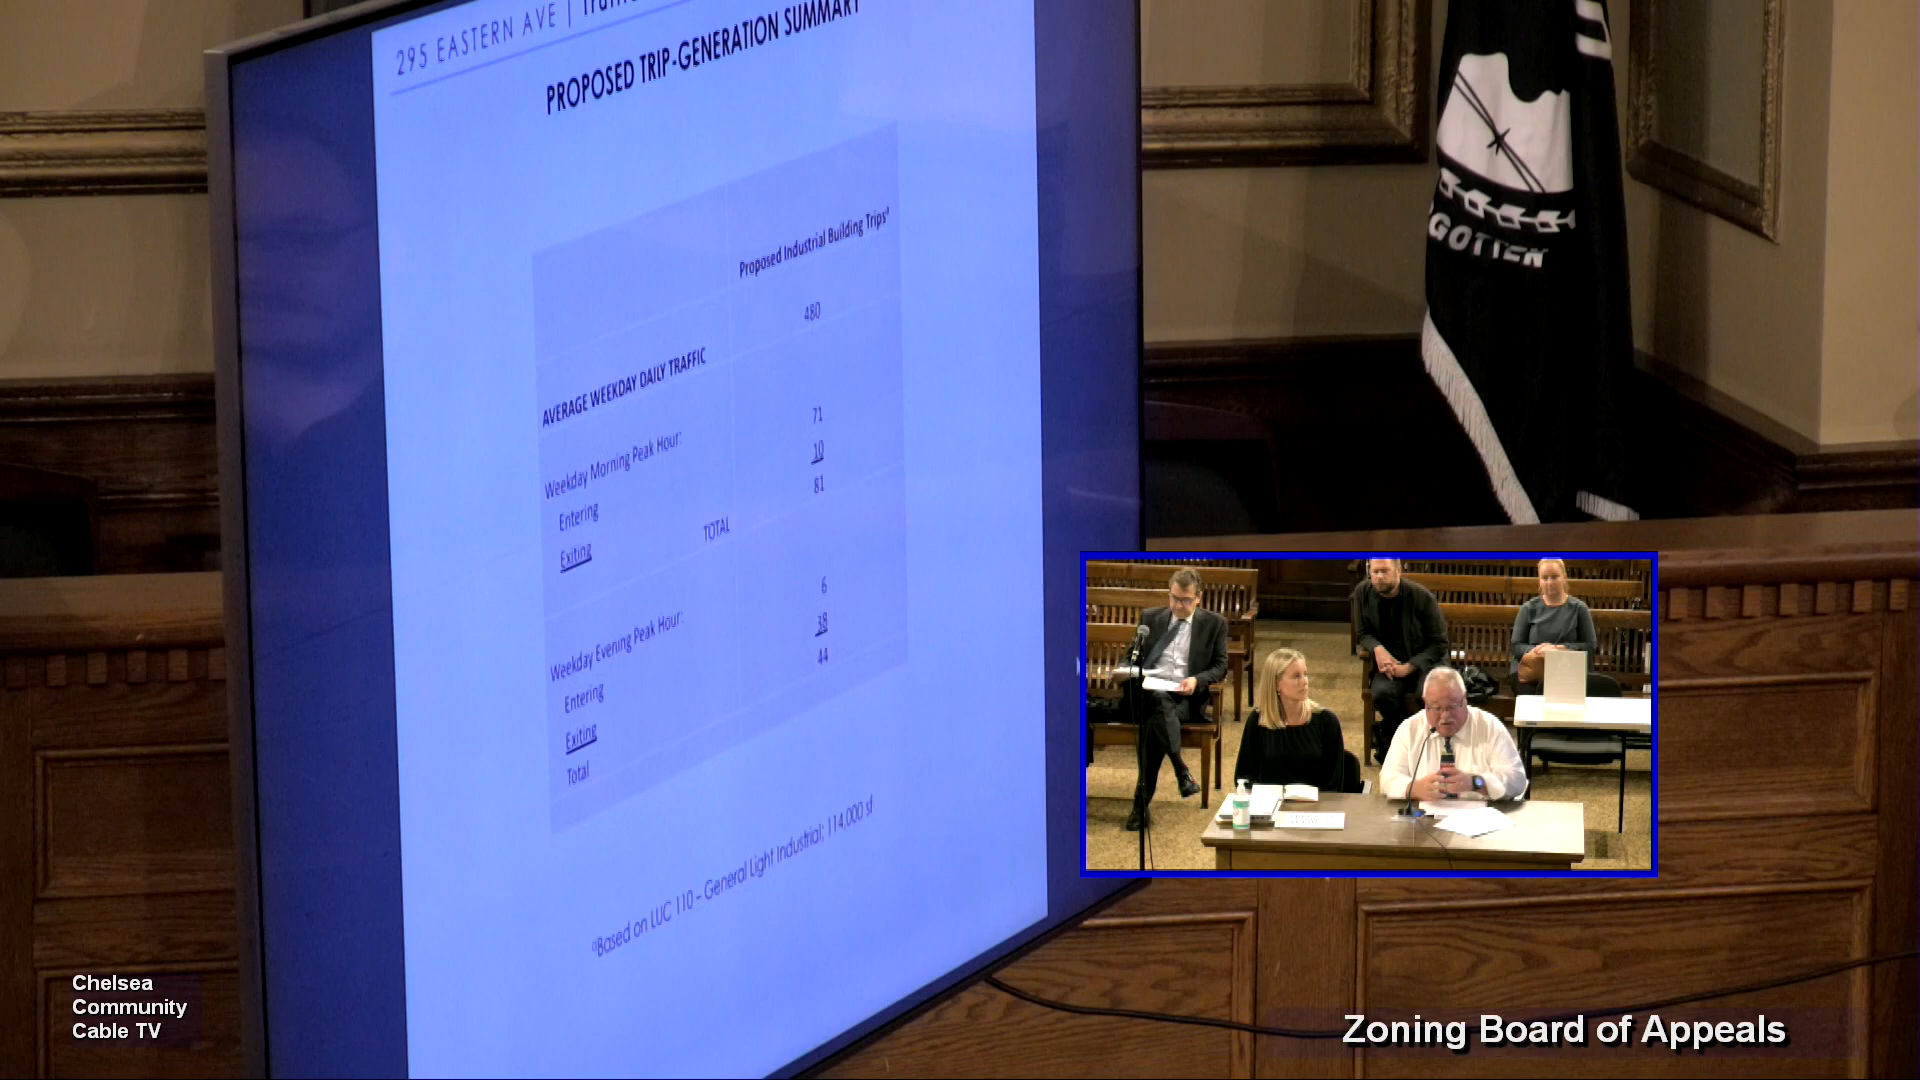 295 EASTERN AVE |
PROPOSED TRIP-GENERATION SUMMARY
Proposed Industrial Building Trips
480
AVERAGE WEEKDAY DAILY TRAFFIC
Weekday Morning Peak Hour:
71
Entering
10
Exiting
TOTAL
81
Weekday Evening Peak Hour:
6
Entering
38
Exiting
44
Total
Based on LUC 110 – General Light Industrial; 114,000 sf
Chelsea
Community
Cable TV
Zoning Board of Appeals